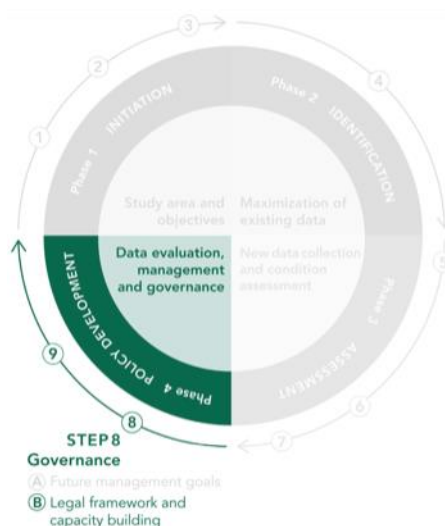 3
2
4
1
Phase 1 INITIATION
Phase 2 IDENTIFICATION
Study area and
objectives
Maximization of
existing data
Data evaluation,
management
and governance
New data collection
and condition
assessment
5
Phase 3 ASSESSMENT
Phase 4 POLICY DEVELOPMENT
9
6
8
7
STEP 8
Governance
A Future management goals
B Legal framework and
capacity building